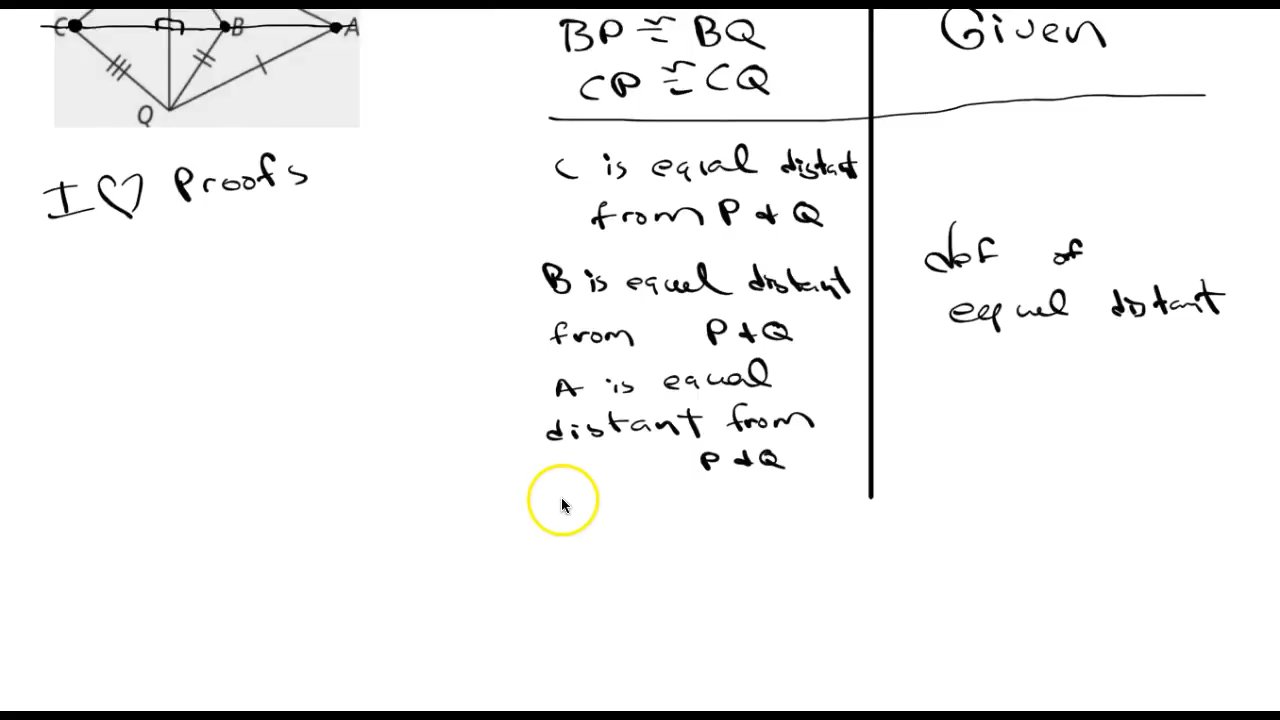 C
B
A
Q
I ♡ Proofs
BP ≅ BQ
CP ≅ CQ
Given
C is equal distant
from P & Q
B is equal distant
from P & Q
A is equal
distant from
P & Q
def of
equal distant